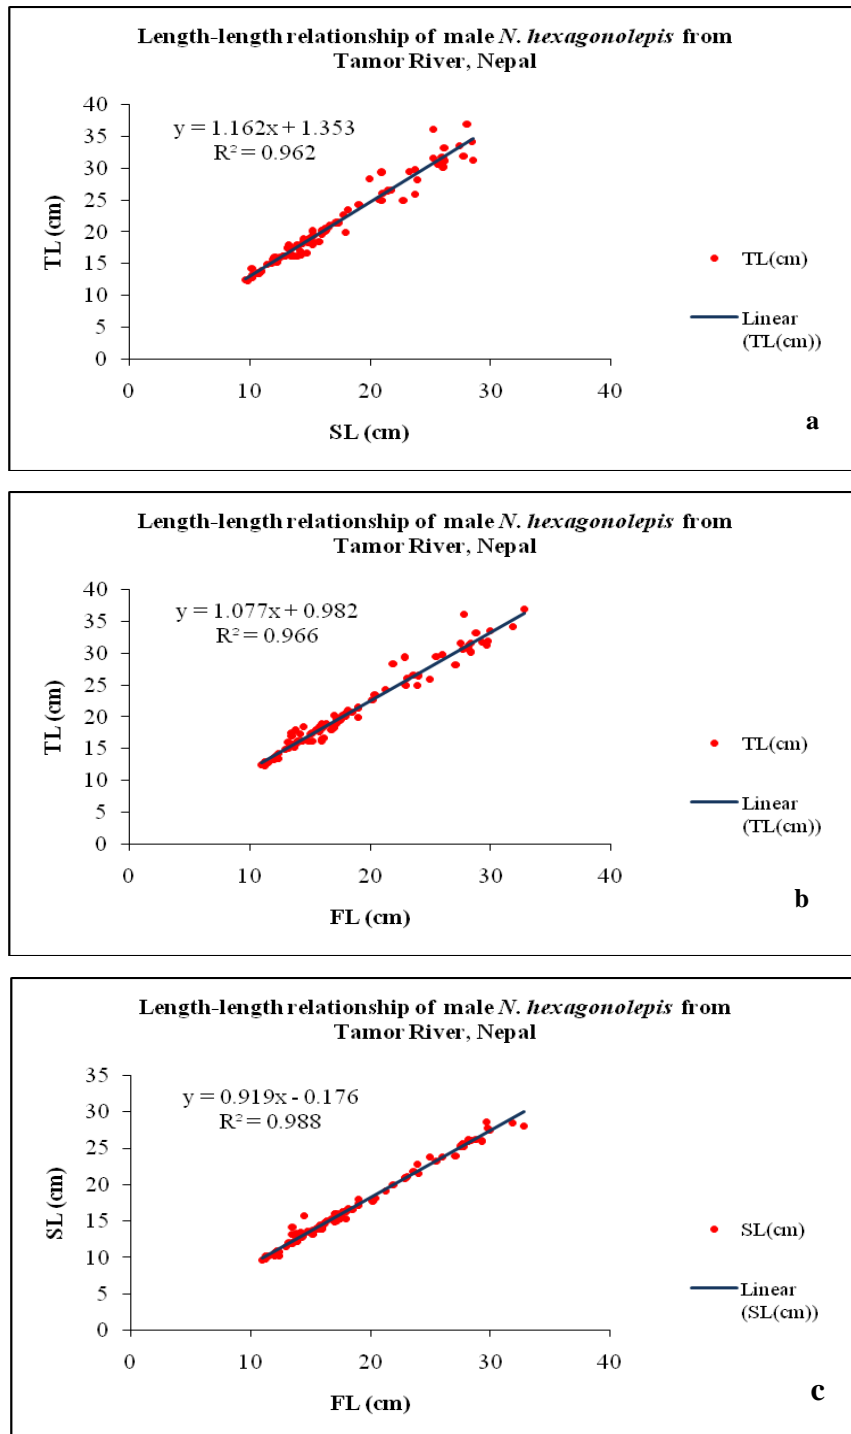 Length-length relationship of male N. hexagonolepis from
Tamor River, Nepal
y = 1.162x + 1.353
R² = 0.962
40
35
30
25
20
15
10
5
0
TL (cm)
0 10 20 30 40
SL (cm)
TL(cm)
Linear
(TL(cm))
a
Length-length relationship of male N. hexagonolepis from
Tamor River, Nepal
y = 1.077x + 0.982
R² = 0.966
40
35
30
25
20
15
10
5
0
TL (cm)
0 10 20 30 40
FL (cm)
TL(cm)
Linear
(TL(cm))
b
Length-length relationship of male N. hexagonolepis from
Tamor River, Nepal
y = 0.919x - 0.176
R² = 0.988
35
30
25
20
15
10
5
0
SL (cm)
0 10 20 30 40
FL (cm)
SL(cm)
Linear
(SL(cm))
c